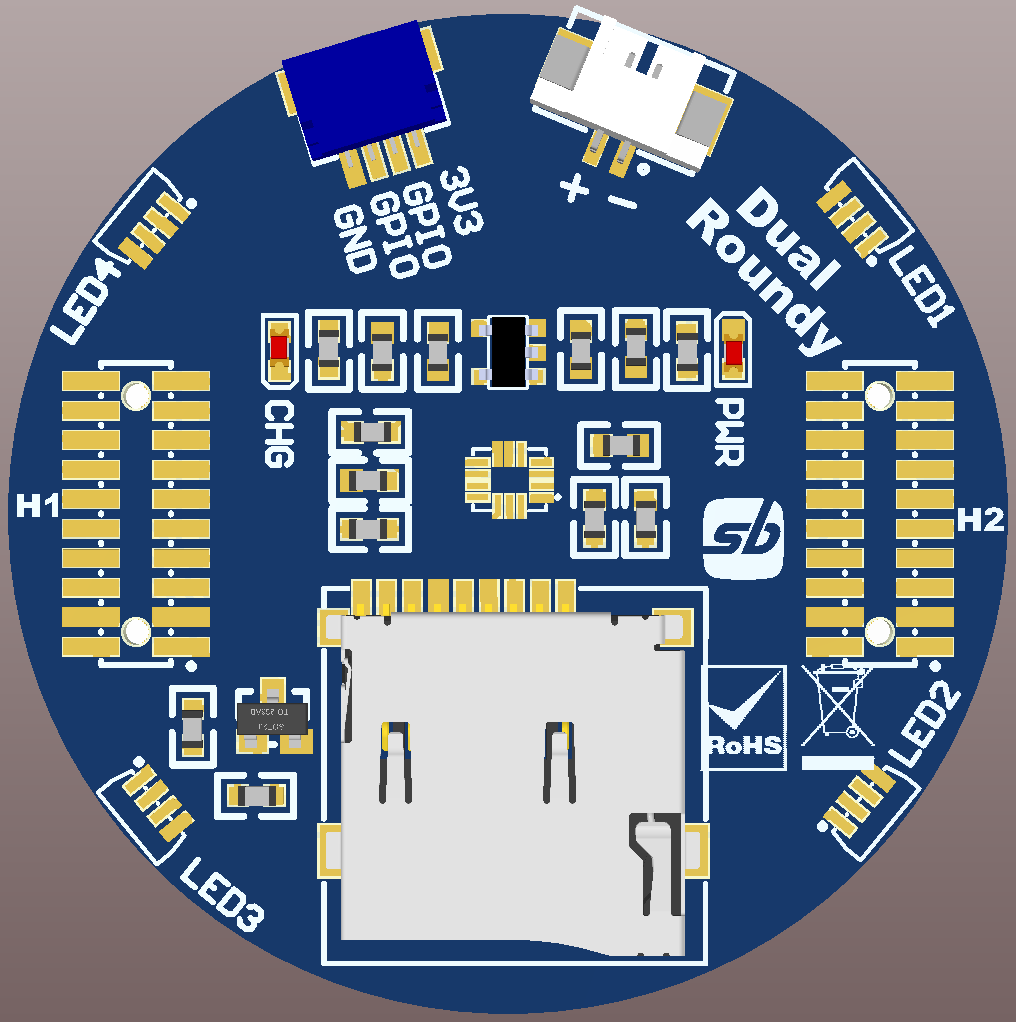 3V3
GPIO
GPIO
GND
+ -
Dual
Roundy
LED4
LED1
CHG
PWR
H1
H2
sb
RoHS
LED2
LED3